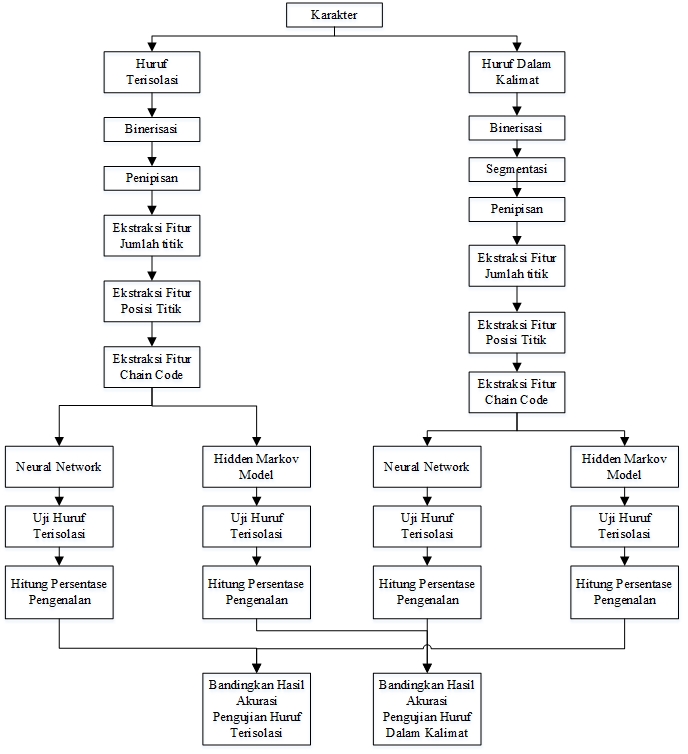 Karakter
Huruf
Terisolasi
Huruf Dalam
Kalimat
Binerisasi
Binerisasi
Penipisan
Segmentasi
Penipisan
Ekstraksi Fitur
Jumlah titik
Ekstraksi Fitur
Jumlah titik
Ekstraksi Fitur
Posisi Titik
Ekstraksi Fitur
Posisi Titik
Ekstraksi Fitur
Chain Code
Ekstraksi Fitur
Chain Code
Neural Network
Hidden Markov
Model
Neural Network
Hidden Markov
Model
Uji Huruf
Terisolasi
Uji Huruf
Terisolasi
Uji Huruf
Terisolasi
Uji Huruf
Terisolasi
Hitung Persentase
Pengenalan
Hitung Persentase
Pengenalan
Hitung Persentase
Pengenalan
Hitung Persentase
Pengenalan
Bandingkan Hasil
Akurasi
Pengujian Huruf
Terisolasi
Bandingkan Hasil
Akurasi
Pengujian Huruf
Dalam Kalimat